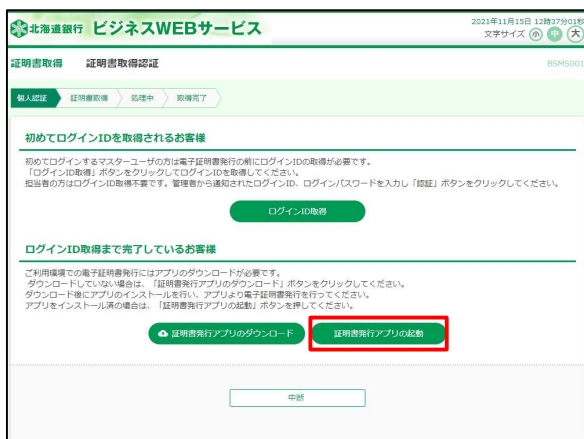 北海道銀行 ビジネスWEBサービス
2021年11月15日 12時37分01秒
文字サイズ 小 中 大
証明書取得 証明書取得認証
BSMS001
個人認証 証明書取得 処理中 取得完了
初めてログインIDを取得されるお客様
初めてログインするマスターユーザの方は電子証明書発行の前にログインIDの取得が必要です。
「ログインID取得」ボタンをクリックしてログインIDを取得してください。
担当者の方はログインID取得不要です。管理者から通知されたログインID、ログインパスワードを入力し「認証」ボタンをクリックしてください。
ログインID取得
ログインID取得まで完了しているお客様
ご利用環境での電子証明書発行にはアプリのダウンロードが必要です。
ダウンロードしていない場合は、「証明書発行アプリのダウンロード」ボタンをクリックしてください。
ダウンロード後にアプリのインストールを行い、アプリより電子証明書発行を行ってください。
アプリをインストール済の場合は、「証明書発行アプリの起動」ボタンを押してください。
証明書発行アプリのダウンロード 証明書発行アプリの起動
中断